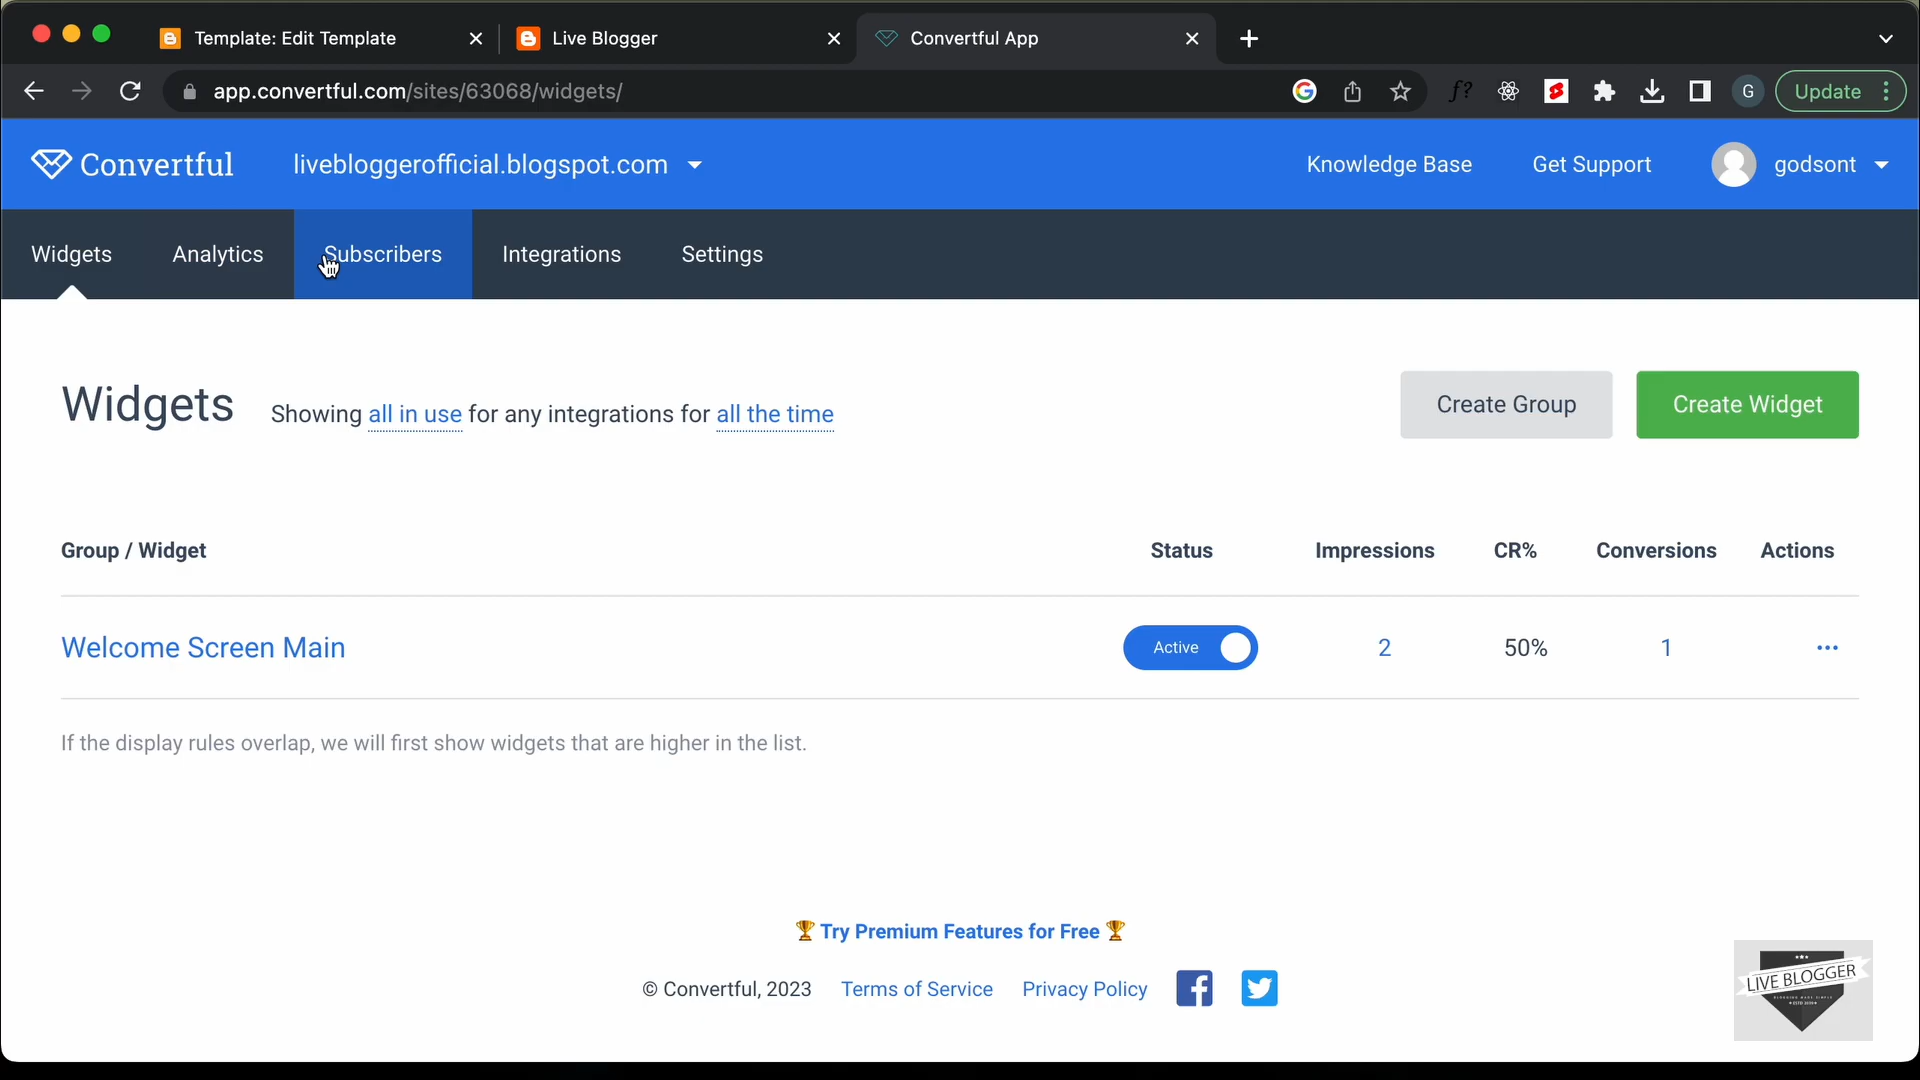 Template: Edit Template
Live Blogger
Convertful App
app.convertful.com/sites/63068/widgets/
f?
G
Update
Convertful
livebloggerofficial.blogspot.com
Knowledge Base
Get Support
godsont
Widgets
Analytics
Subscribers
Integrations
Settings
Widgets
Showing all in use for any integrations for all the time
Create Group
Create Widget
Group / Widget
Status
Impressions
CR%
Conversions
Actions
Welcome Screen Main
Active
2
50%
1
If the display rules overlap, we will first show widgets that are higher in the list.
🏆 Try Premium Features for Free 🏆
© Convertful, 2023
Terms of Service
Privacy Policy
LIVE BLOGGER
BLOGGING MADE SIMPLE